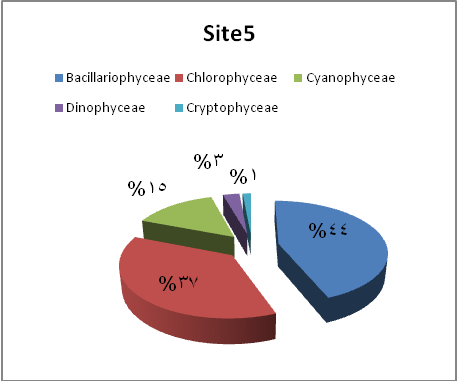 Site5
Bacillariophyceae Chlorophyceae Cyanophyceae
Dinophyceae Cryptophyceae
%٣
%١
%١٥
%٤٤
%٣٧